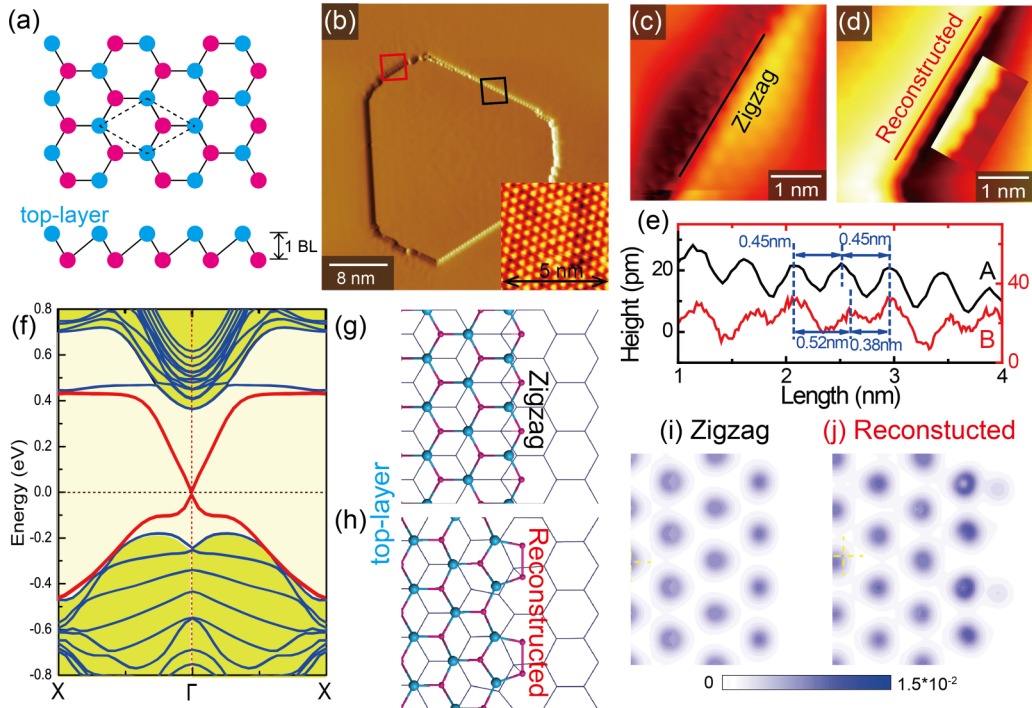 (a)
top-layer
1 BL
(b)
8 nm
5 nm
(c)
Zigzag
1 nm
(d)
Reconstructed
1 nm
(e)
0.45nm
0.45nm
Height (pm)
20
0
A
B
0.52nm
0.38nm
40
0
1
2
3
4
Length (nm)
(f)
Energy (eV)
0.8
0.6
0.4
0.2
0.0
-0.2
-0.4
-0.6
-0.8
X
Γ
X
(g)
Zigzag
top-layer
(h)
Reconstructed
(i) Zigzag
(j) Reconstucted
0
1.5*10-2